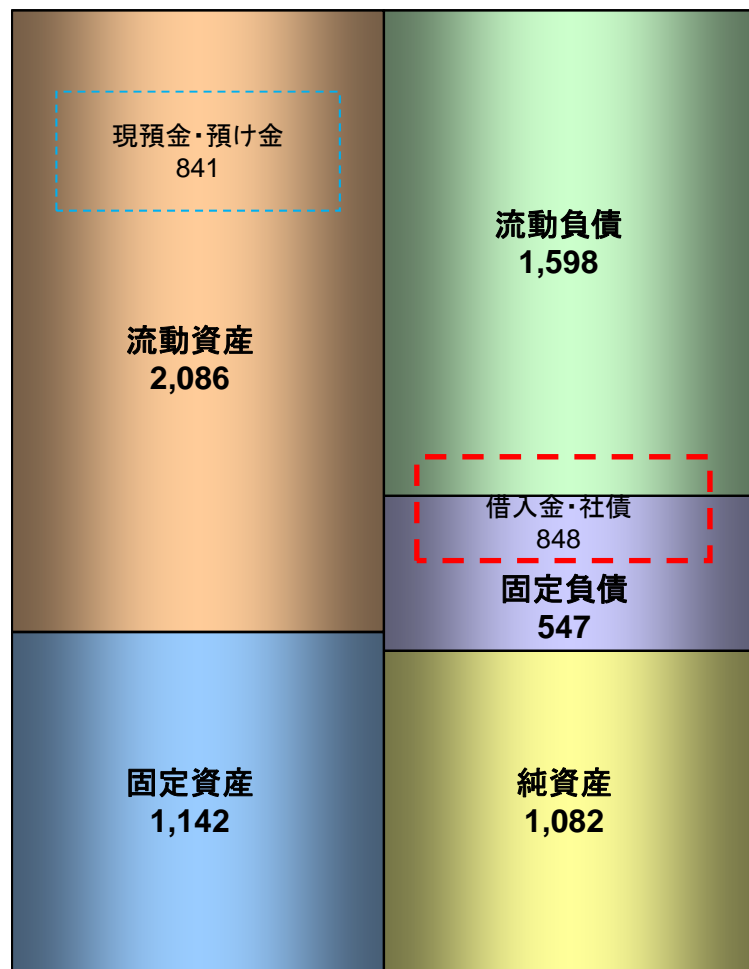 現預金・預け金
841
流動資産
2,086
固定資産
1,142
流動負債
1,598
借入金・社債
848
固定負債
547
純資産
1,082